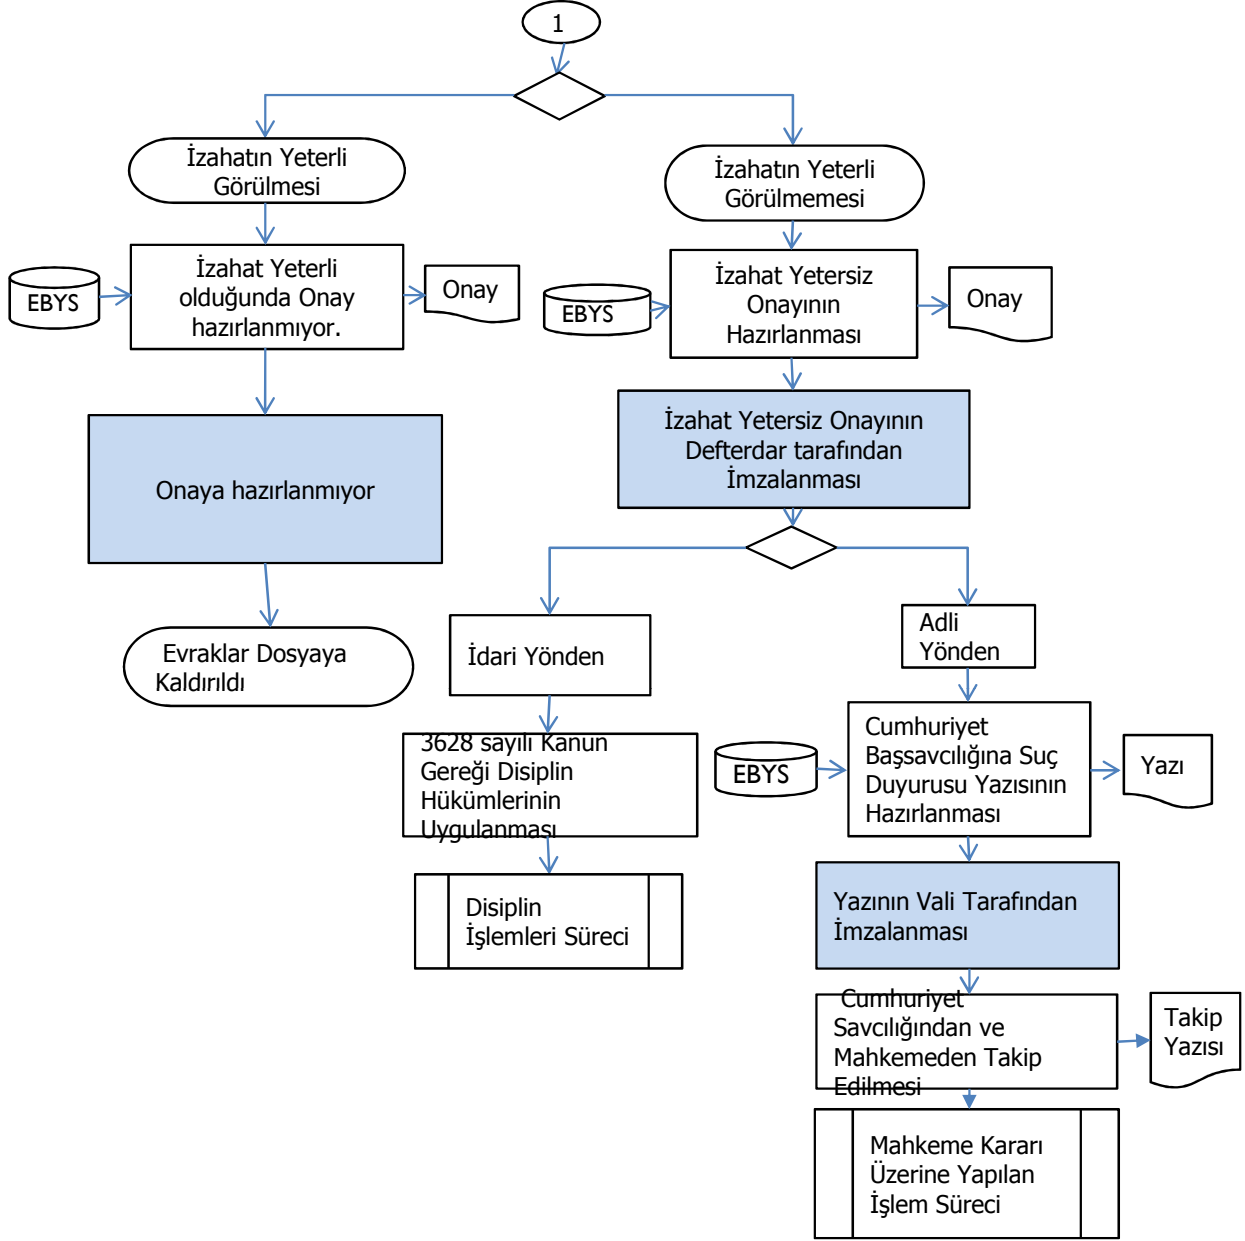 1
İzahatın Yeterli
Görülmesi
İzahatın Yeterli
Görülmemesi
EBYS
İzahat Yeterli
olduğunda Onay
hazırlanmıyor.
Onay
EBYS
İzahat Yetersiz
Onayının
Hazırlanması
Onay
Onaya hazırlanmıyor
İzahat Yetersiz Onayının
Defterdar tarafından
İmzalanması
Evraklar Dosyaya
Kaldırıldı
İdari Yönden
Adli
Yönden
3628 sayılı Kanun
Gereği Disiplin
Hükümlerinin
Uygulanması
EBYS
Cumhuriyet
Başsavcılığına Suç
Duyurusu Yazısının
Hazırlanması
Yazı
Disiplin
İşlemleri Süreci
Yazının Vali Tarafından
İmzalanması
Cumhuriyet
Savcılığından ve
Mahkemeden Takip
Edilmesi
Takip
Yazısı
Mahkeme Kararı
Üzerine Yapılan
İşlem Süreci